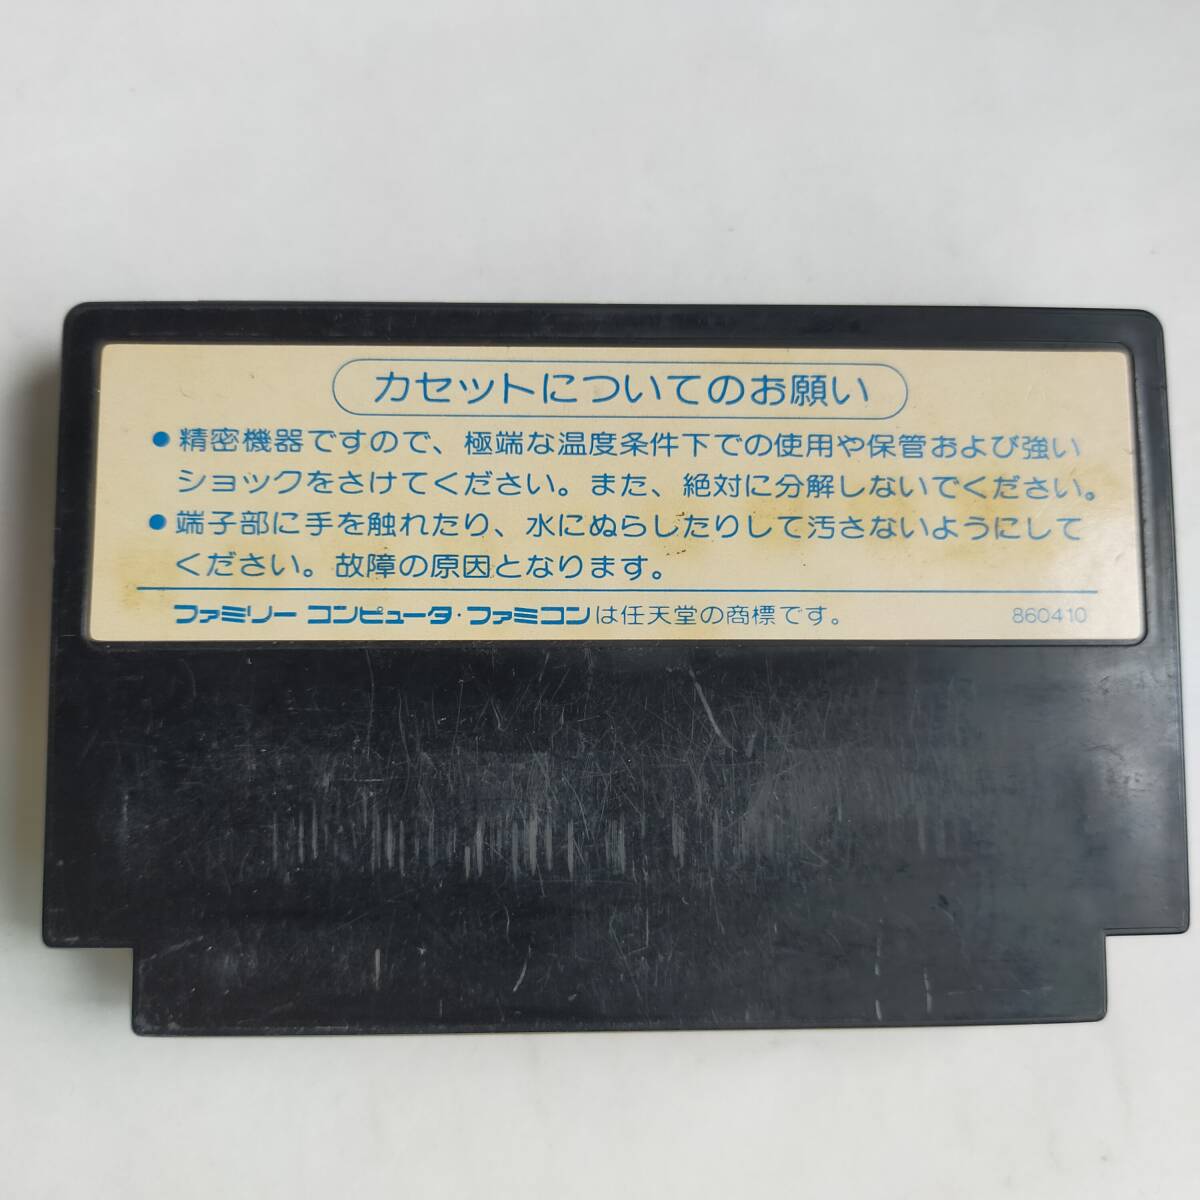 カセットについてのお願い
●精密機器ですので、極端な温度条件下での使用や保管および強い
ショックをさけてください。また、絶対に分解しないでください。
●端子部に手を触れたり、水にぬらしたりして汚さないようにして
ください。故障の原因となります。
ファミリー コンピュータ・ファミコンは任天堂の商標です。 860410